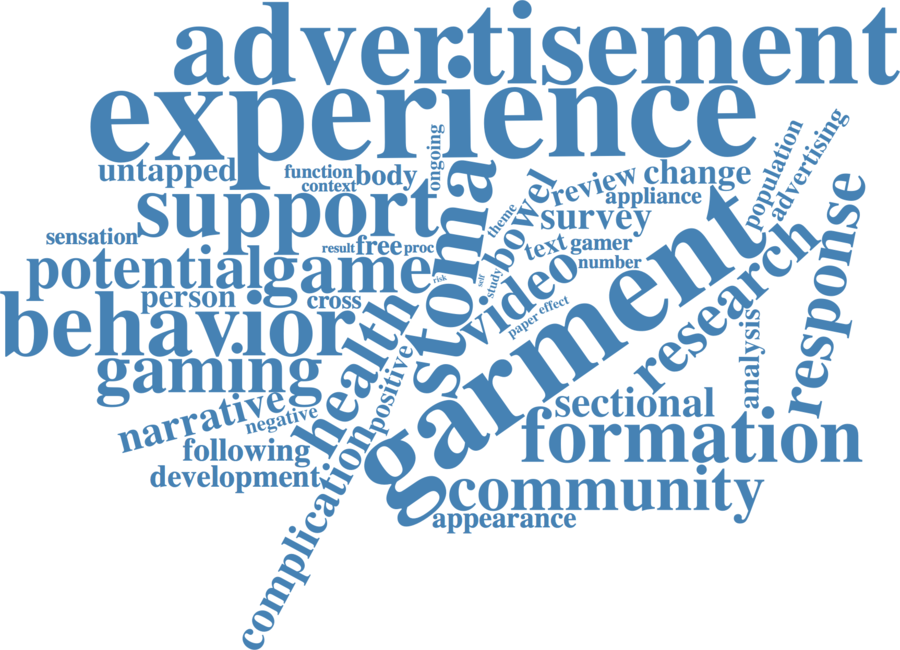 advertisement
experience
untapped
function
context
body
ongoing
support
stoma
theme
bowel
review
change
appliance
survey
population
advertising
sensation
result
free
proc
text
gamer
number
potential
game
risk
waf
study
video
garment
research
response
person
cross
paper
effect
behavior
health
positive
analysis
gaming
narrative
negative
sectional
formation
following
development
complication
community
appearance